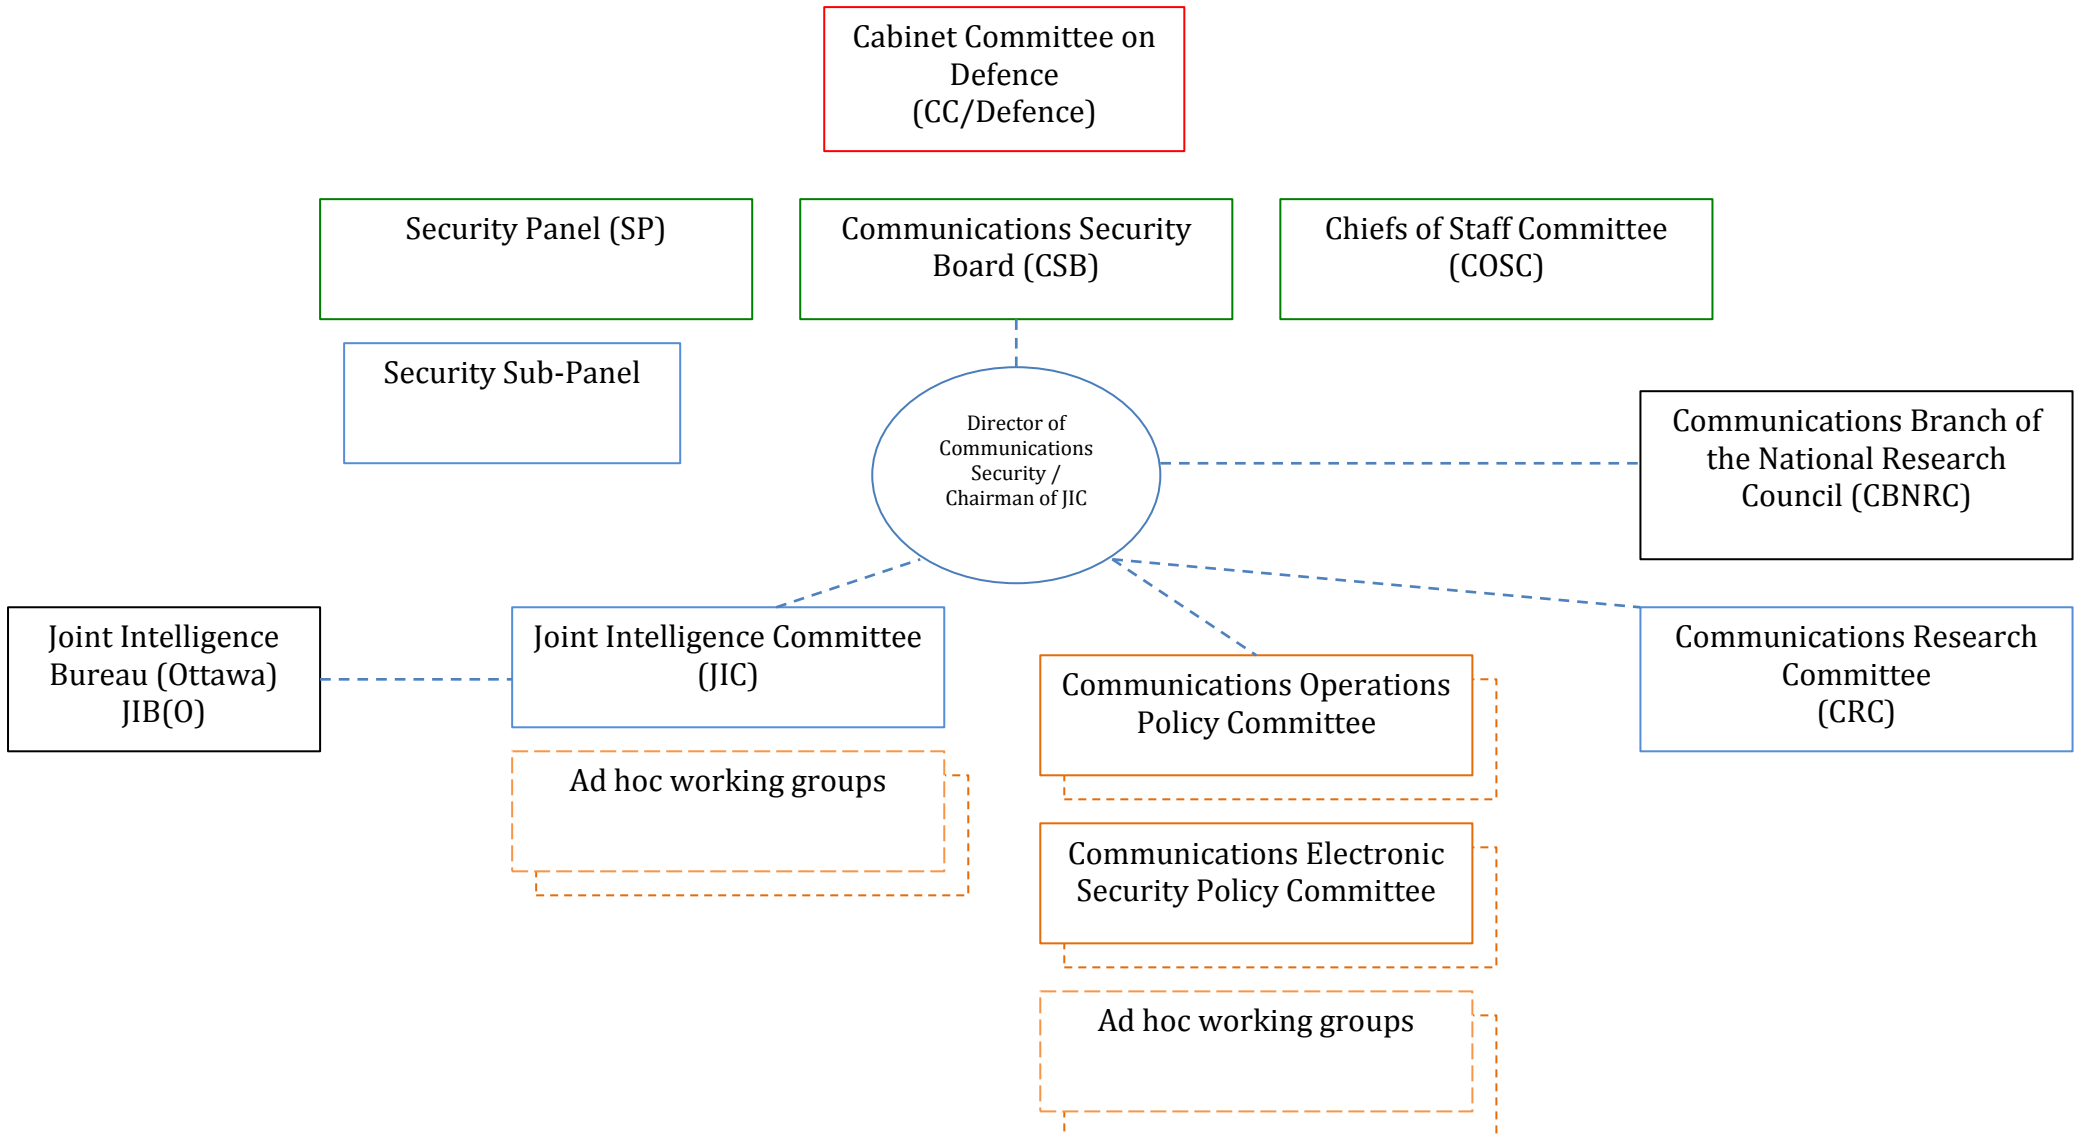 Cabinet Committee on
Defence
(CC/Defence)
Security Panel (SP)
Communications Security
Board (CSB)
Chiefs of Staff Committee
(COSC)
Security Sub-Panel
Director of
Communications
Security /
Chairman of JIC
Communications Branch of
the National Research
Council (CBNRC)
Joint Intelligence
Bureau (Ottawa)
JIB(O)
Joint Intelligence Committee
(JIC)
Communications Operations
Policy Committee
Communications Research
Committee
(CRC)
Ad hoc working groups
Communications Electronic
Security Policy Committee
Ad hoc working groups